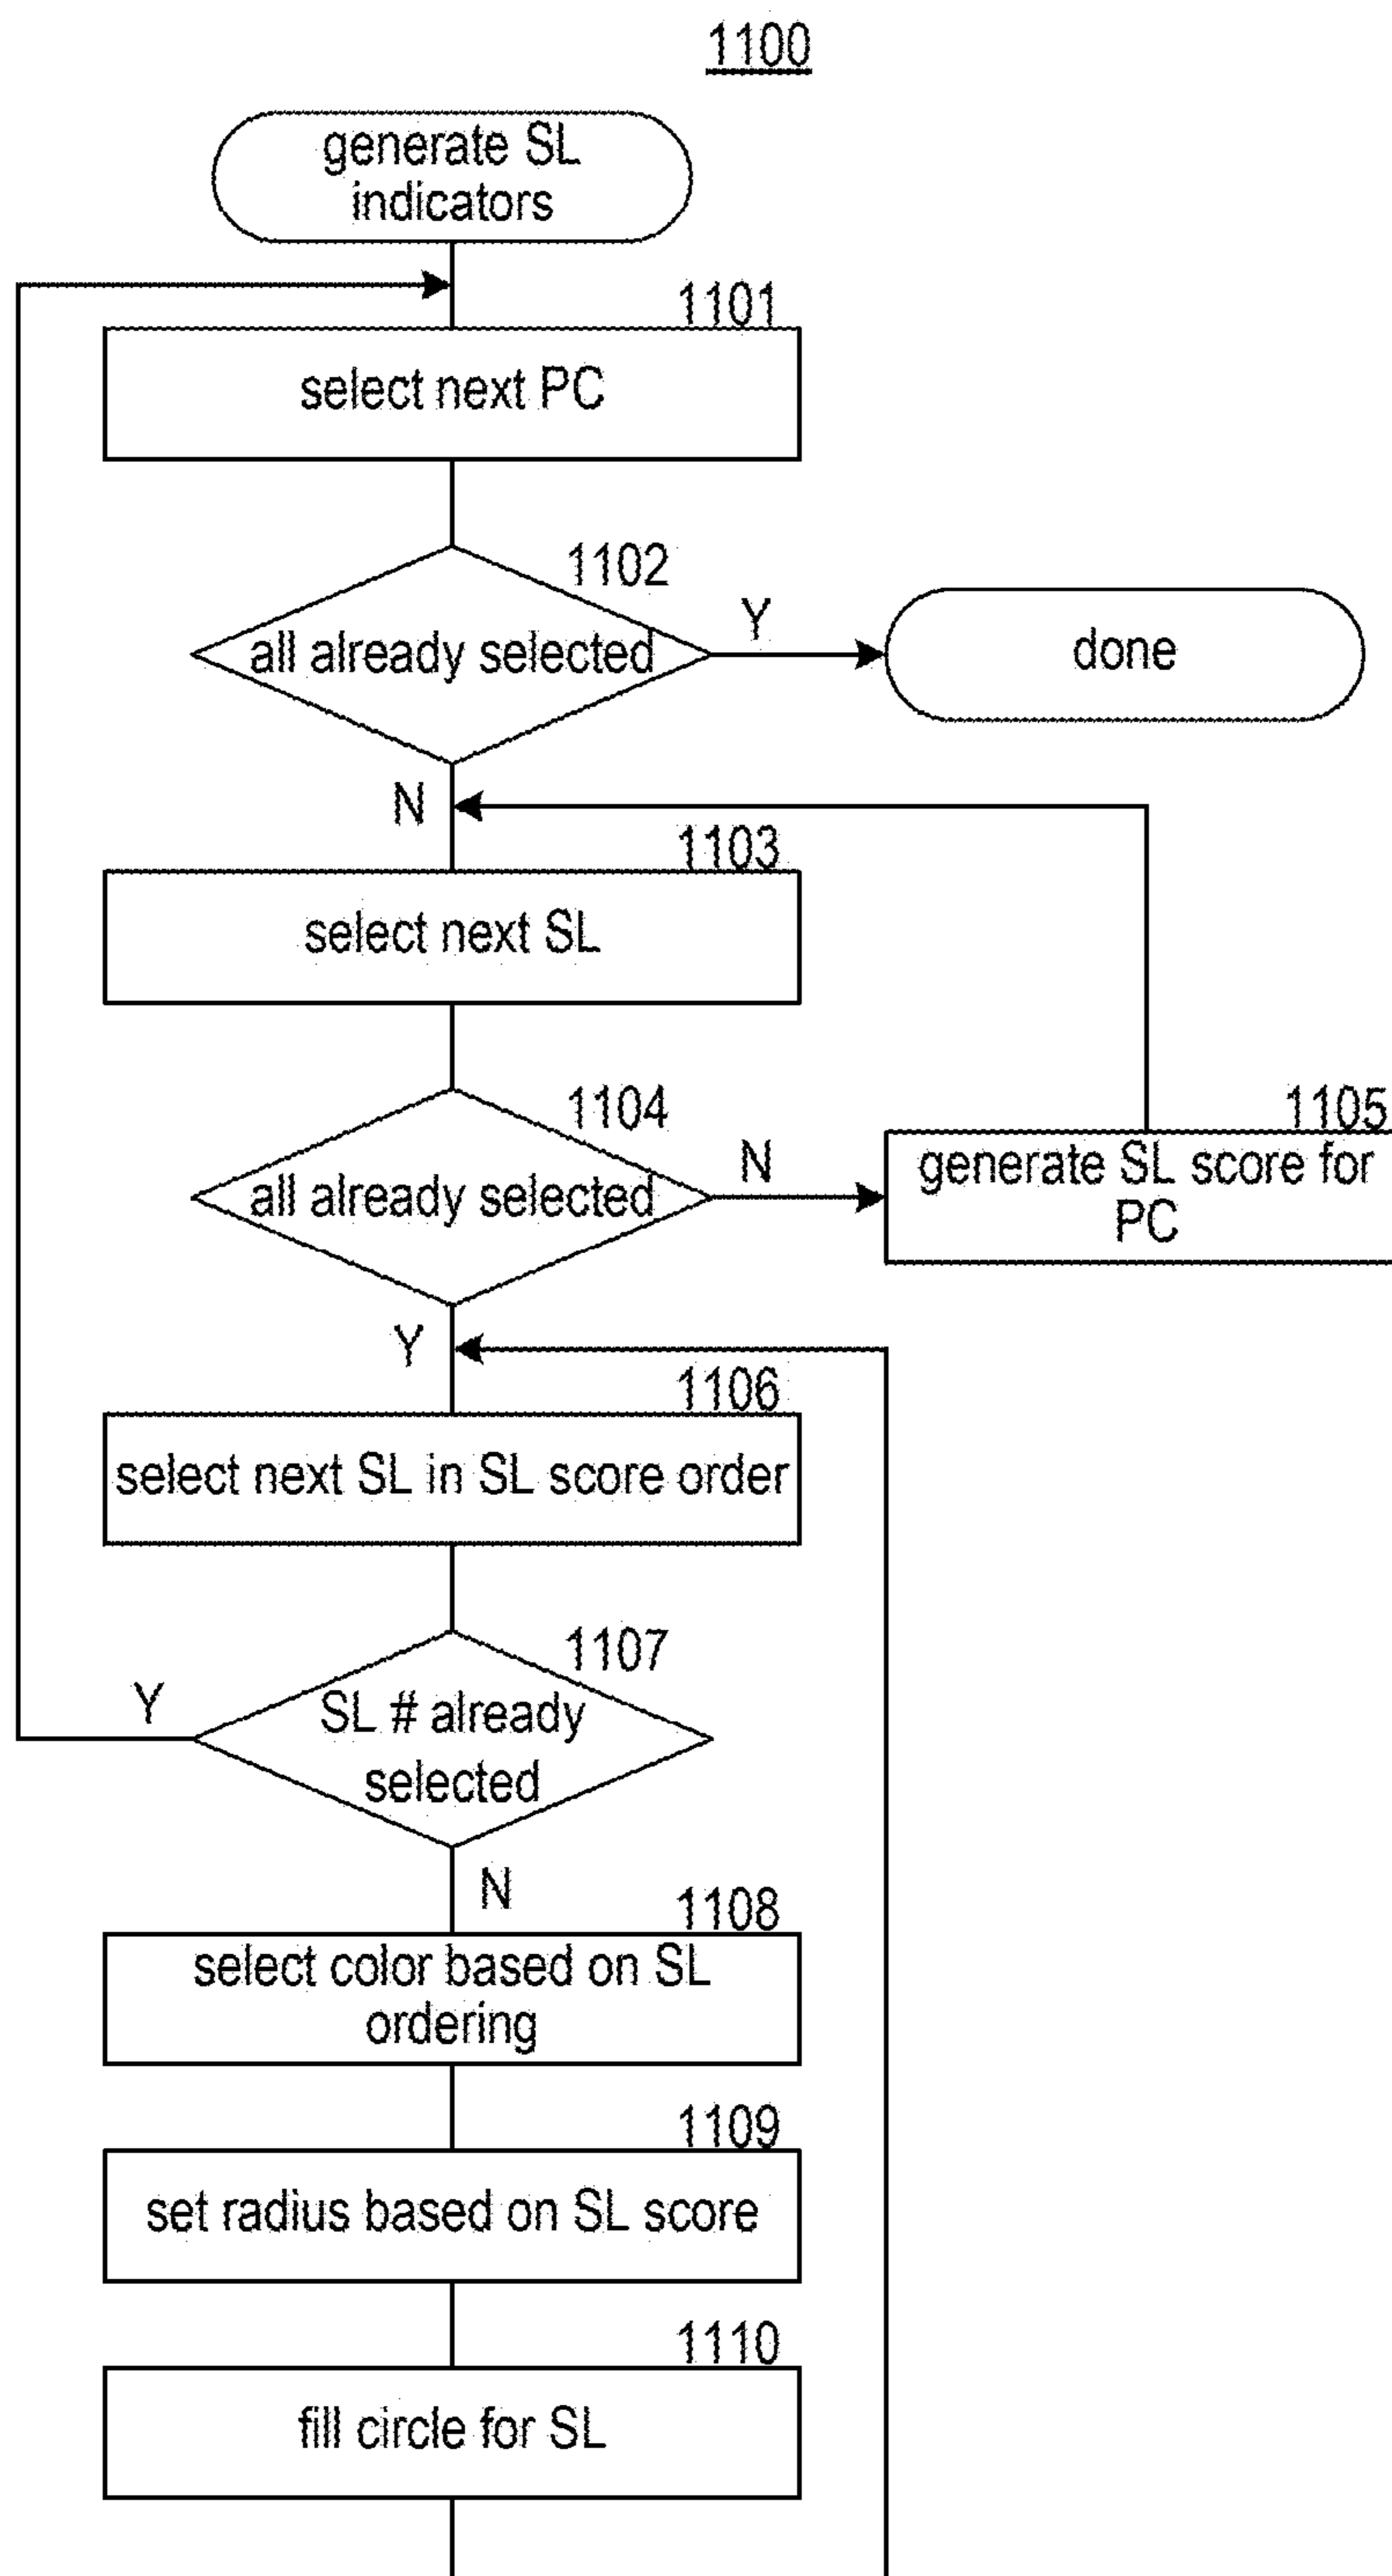 1100
generate SL
indicators
1101
select next PC
1102
all already selected
Y
done
N
1103
select next SL
1104
all already selected
N
1105
generate SL score for
PC
Y
1106
select next SL in SL score order
1107
Y
SL # already
selected
N
1108
select color based on SL
ordering
1109
set radius based on SL score
1110
fill circle for SL